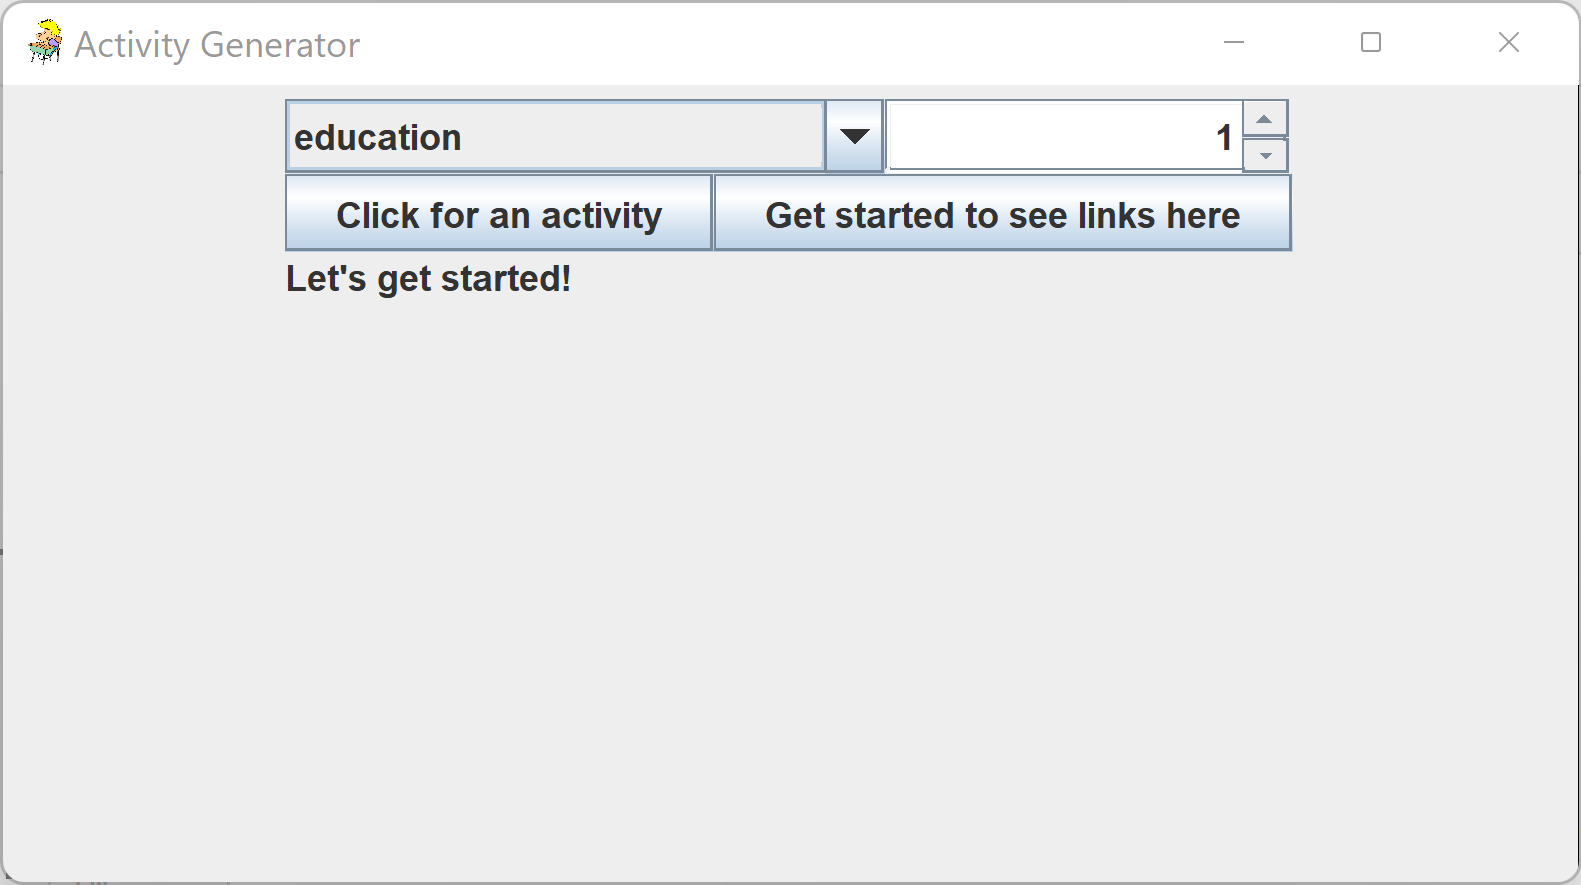 Activity Generator
education 1
Click for an activity Get started to see links here
Let's get started!